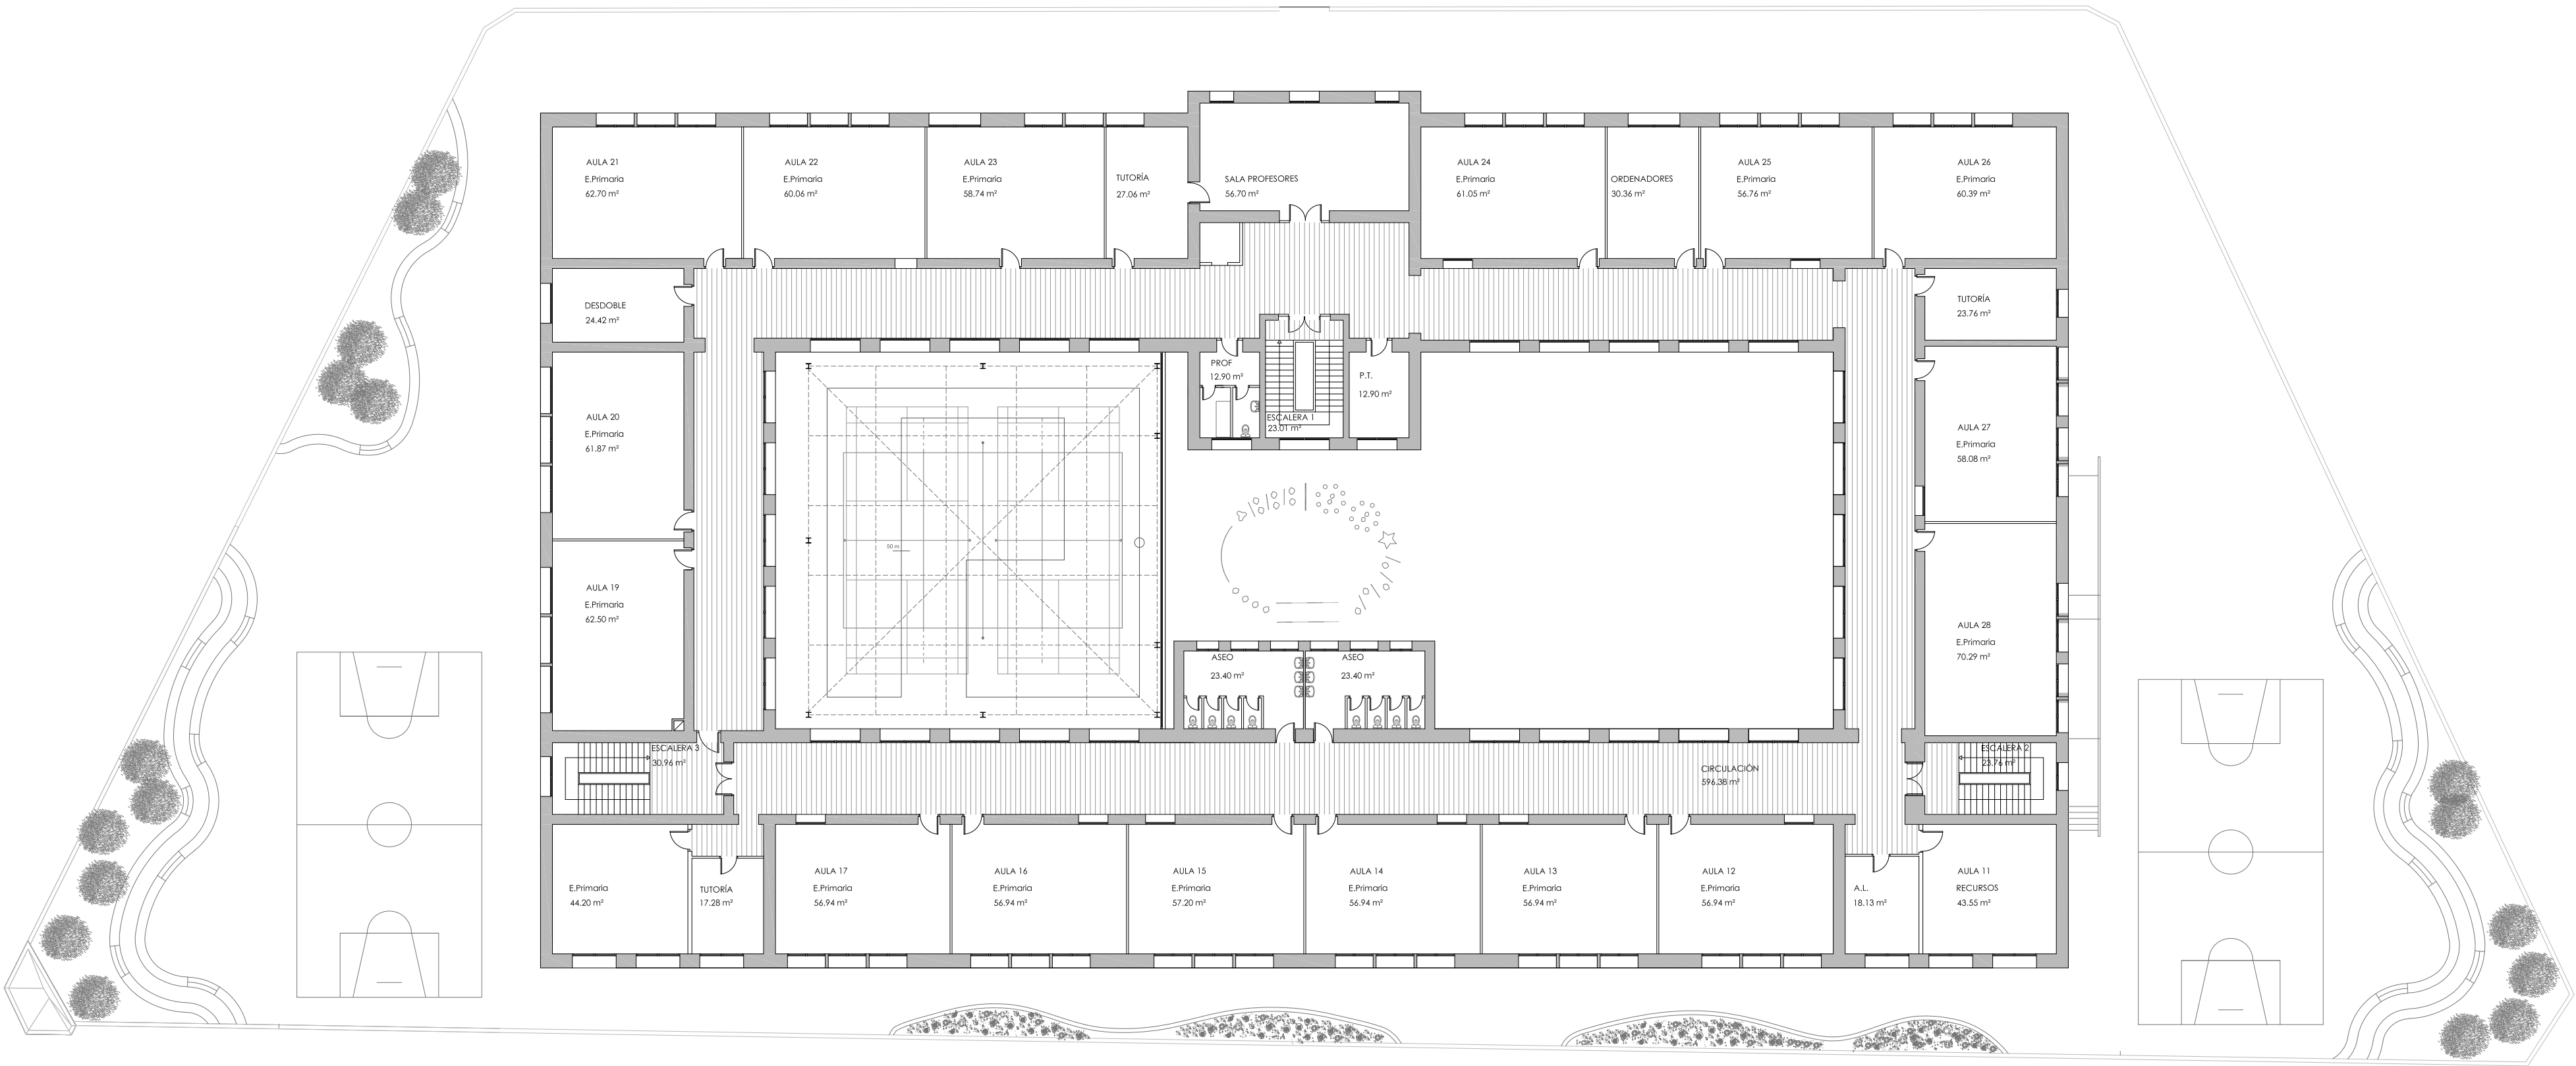 AULA 21
E.Primaria
62.70 m²
AULA 22
E.Primaria
60.06 m²
AULA 23
E.Primaria
58.74 m²
TUTORÍA
27.06 m²
SALA PROFESORES
56.70 m²
AULA 24
E.Primaria
61.05 m²
ORDENADORES
30.36 m²
AULA 25
E.Primaria
56.76 m²
AULA 26
E.Primaria
60.39 m²
DESDOBLE
24.42 m²
TUTORÍA
23.76 m²
PROF
12.90 m²
ESCALERA 1
23.01 m²
P.T.
12.90 m²
AULA 20
E.Primaria
61.87 m²
AULA 27
E.Primaria
58.08 m²
50 m
AULA 19
E.Primaria
62.50 m²
AULA 28
E.Primaria
70.29 m²
ASEO
23.40 m²
ASEO
23.40 m²
ESCALERA 3
30.96 m²
CIRCULACIÓN
596.38 m²
ESCALERA 2
23.76 m²
E.Primaria
44.20 m²
TUTORÍA
17.28 m²
AULA 17
E.Primaria
56.94 m²
AULA 16
E.Primaria
56.94 m²
AULA 15
E.Primaria
57.20 m²
AULA 14
E.Primaria
56.94 m²
AULA 13
E.Primaria
56.94 m²
AULA 12
E.Primaria
56.94 m²
A.L.
18.13 m²
AULA 11
RECURSOS
43.55 m²